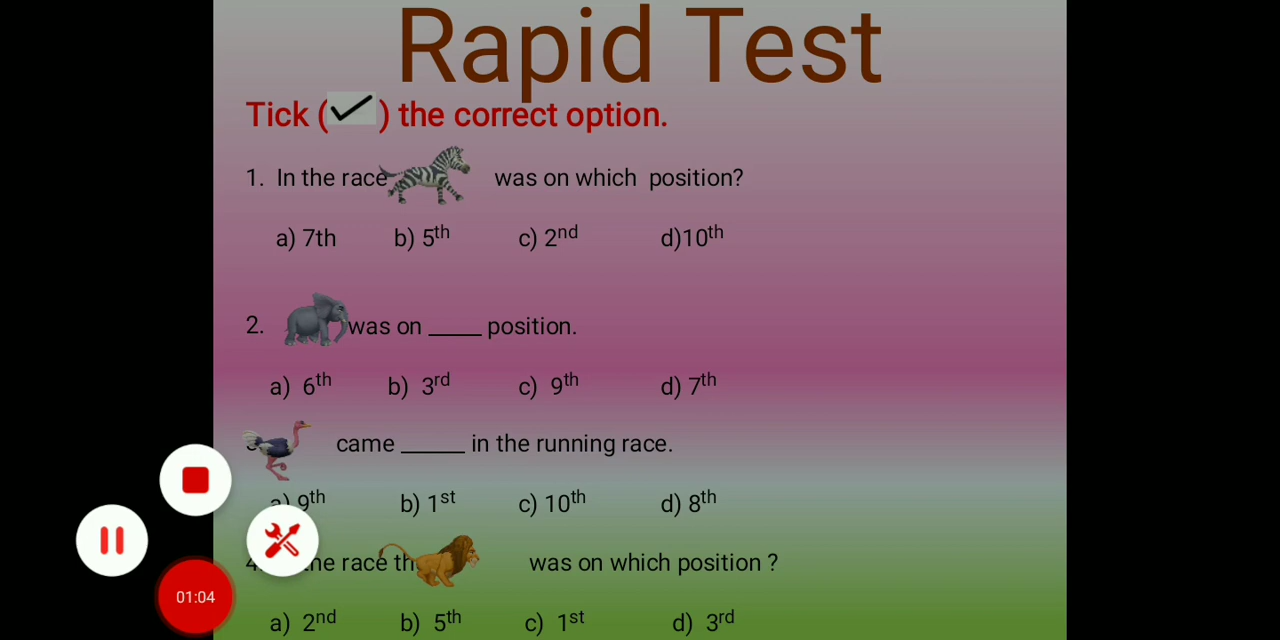 Rapid Test
Tick ( ) the correct option.
1. In the race was on which position?
a) 7th b) 5th c) 2nd d)10th
2. was on _____ position.
a) 6th b) 3rd c) 9th d) 7th
came ______ in the running race.
a) 9th b) 1st c) 10th d) 8th
race was on which position ?
a) 2nd b) 5th c) 1st d) 3rd
01:04